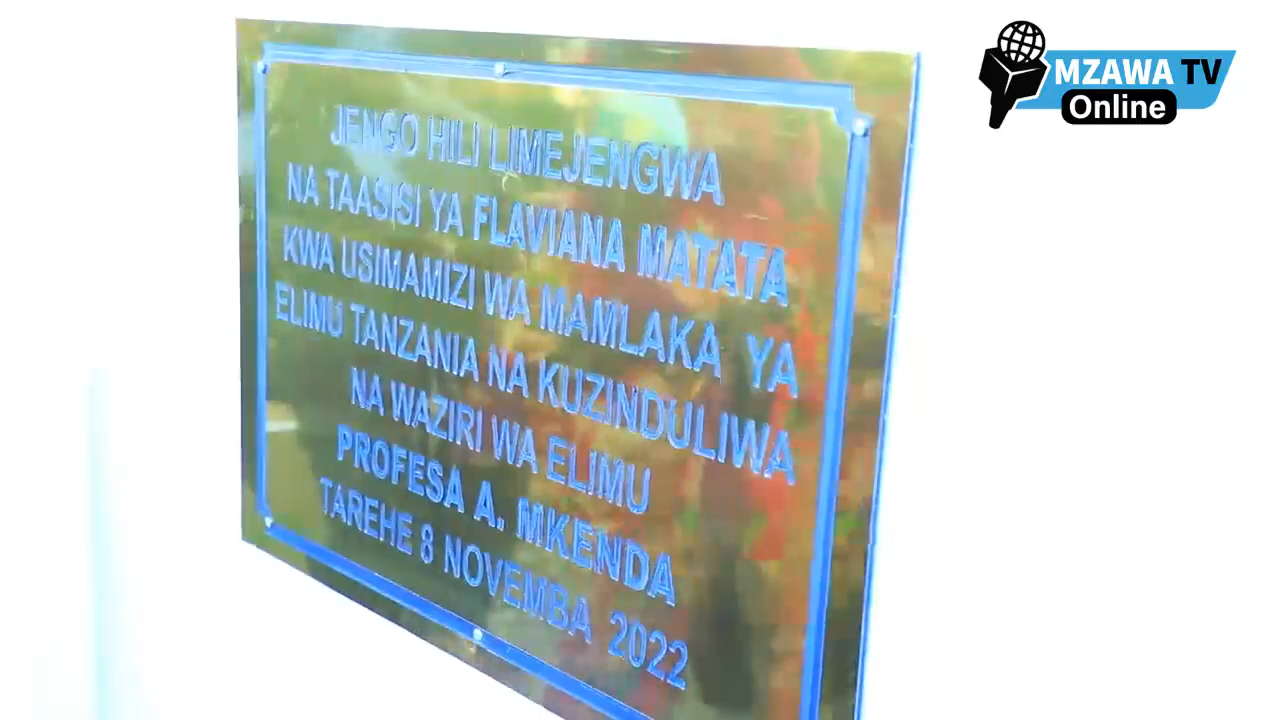 JENGO HILI LIMEJENGWA
NA TAASISI YA FLAVIANA MATATA
KWA USIMAMIZI WA MAMLAKA YA
ELIMU TANZANIA NA KUZINDULIWA
NA WAZIRI WA ELIMU
PROFESA A. MKENDA
TAREHE 8 NOVEMBA 2022
MZAWA TV
Online